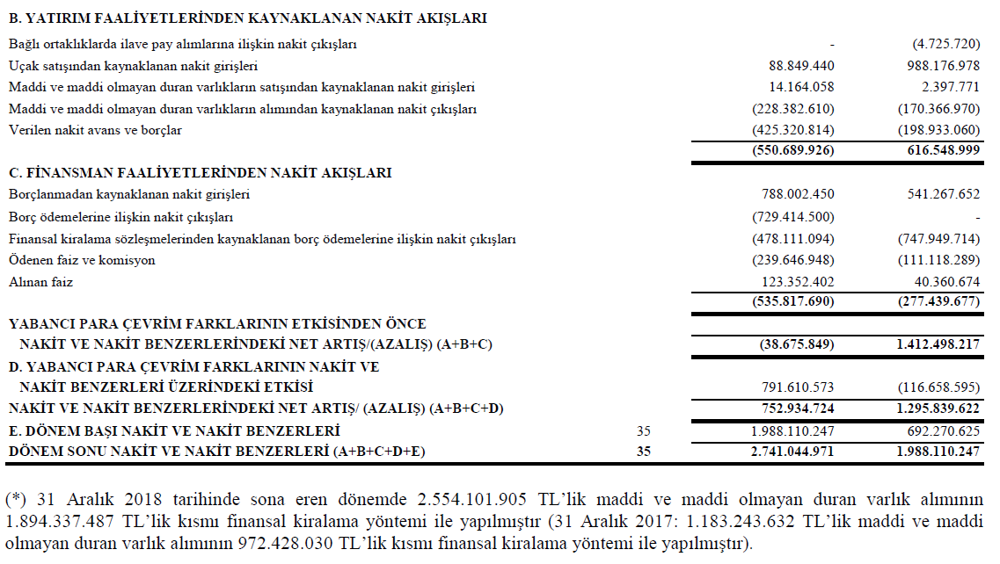 B. YATIRIM FAALİYETLERİNDEN KAYNAKLANAN NAKİT AKIŞLARI
Bağlı ortaklıklarda ilave pay alımlarına ilişkin nakit çıkışları - (4.725.720)
Uçak satışından kaynaklanan nakit girişleri 88.849.440 988.176.978
Maddi ve maddi olmayan duran varlıkların satışından kaynaklanan nakit girişleri 14.164.058 2.397.771
Maddi ve maddi olmayan duran varlıkların alımından kaynaklanan nakit çıkışları (228.382.610) (170.366.970)
Verilen nakit avans ve borçlar (425.320.814) (198.933.060)
(550.689.926) 616.548.999
C. FİNANSMAN FAALİYETLERİNDEN NAKİT AKIŞLARI
Borçlanmadan kaynaklanan nakit girişleri 788.002.450 541.267.652
Borç ödemelerine ilişkin nakit çıkışları (729.414.500) -
Finansal kiralama sözleşmelerinden kaynaklanan borç ödemelerine ilişkin nakit çıkışları (478.111.094) (747.949.714)
Ödenen faiz ve komisyon (239.646.948) (111.118.289)
Alınan faiz 123.352.402 40.360.674
(535.817.690) (277.439.677)
YABANCI PARA ÇEVRİM FARKLARININ ETKİSİNDEN ÖNCE
NAKİT VE NAKİT BENZERLERİNDEKİ NET ARTIŞ/(AZALIŞ) (A+B+C) (38.675.849) 1.412.498.217
D. YABANCI PARA ÇEVRİM FARKLARININ NAKİT VE
NAKİT BENZERLERİ ÜZERİNDEKİ ETKİSİ 791.610.573 (116.658.595)
NAKİT VE NAKİT BENZERLERİNDEKİ NET ARTIŞ/ (AZALIŞ) (A+B+C+D) 752.934.724 1.295.839.622
E. DÖNEM BAŞI NAKİT VE NAKİT BENZERLERİ 35 1.988.110.247 692.270.625
DÖNEM SONU NAKİT VE NAKİT BENZERLERİ (A+B+C+D+E) 35 2.741.044.971 1.988.110.247
(*) 31 Aralık 2018 tarihinde sona eren dönemde 2.554.101.905 TL’lik maddi ve maddi olmayan duran varlık alımının
1.894.337.487 TL’lik kısmı finansal kiralama yöntemi ile yapılmıştır (31 Aralık 2017: 1.183.243.632 TL’lik maddi ve maddi
olmayan duran varlık alımının 972.428.030 TL’lik kısmı finansal kiralama yöntemi ile yapılmıştır).